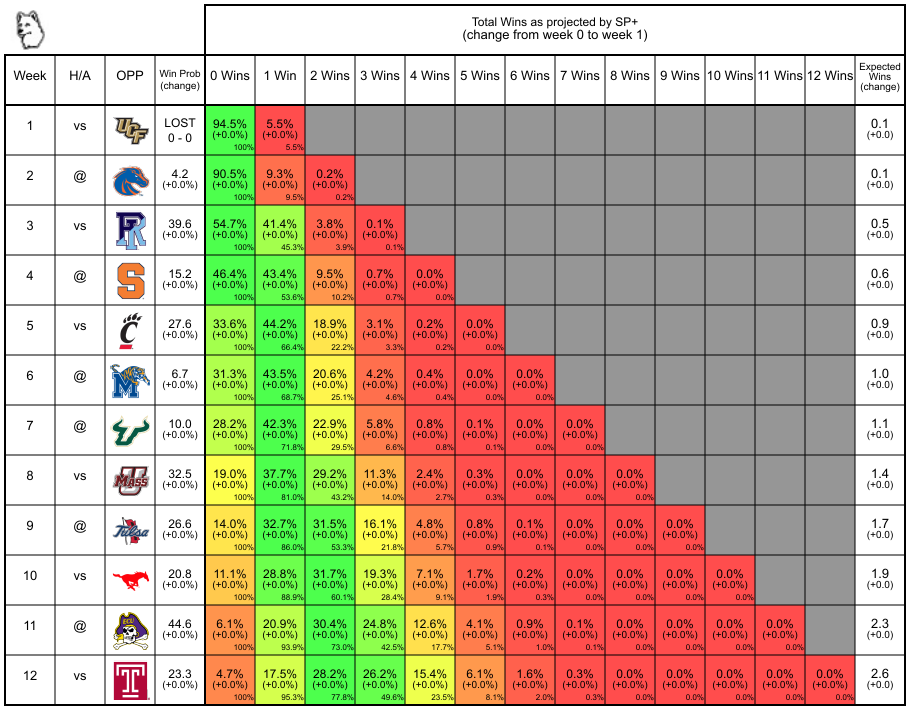 Total Wins as projected by SP+
(change from week 0 to week 1)
Week H/A OPP Win Prob (change) 0 Wins 1 Win 2 Wins 3 Wins 4 Wins 5 Wins 6 Wins 7 Wins 8 Wins 9 Wins 10 Wins 11 Wins 12 Wins Expected Wins (change)
1 vs UCF LOST 94.5% 5.5% 0.1
0 - 0 (+0.0%) (+0.0%) (+0.0)
100% 5.5%
2 @ 4.2 90.5% 9.3% 0.2% 0.1
(+0.0%) (+0.0%) (+0.0%) (+0.0%) (+0.0)
100% 9.5% 0.2%
3 vs R 39.6 54.7% 41.4% 3.8% 0.1% 0.5
(+0.0%) (+0.0%) (+0.0%) (+0.0%) (+0.0%) (+0.0)
100% 45.3% 3.9% 0.1%
4 @ S 15.2 46.4% 43.4% 9.5% 0.7% 0.0% 0.6
(+0.0%) (+0.0%) (+0.0%) (+0.0%) (+0.0%) (+0.0%) (+0.0)
100% 53.6% 10.2% 0.7% 0.0%
5 vs C 27.6 33.6% 44.2% 18.9% 3.1% 0.2% 0.0% 0.9
(+0.0%) (+0.0%) (+0.0%) (+0.0%) (+0.0%) (+0.0%) (+0.0%) (+0.0)
100% 66.4% 22.2% 3.3% 0.2% 0.0%
6 @ M 6.7 31.3% 43.5% 20.6% 4.2% 0.4% 0.0% 0.0% 1.0
(+0.0%) (+0.0%) (+0.0%) (+0.0%) (+0.0%) (+0.0%) (+0.0%) (+0.0%) (+0.0)
100% 68.7% 25.1% 4.6% 0.4% 0.0% 0.0%
7 @ 10.0 28.2% 42.3% 22.9% 5.8% 0.8% 0.1% 0.0% 0.0% 1.1
(+0.0%) (+0.0%) (+0.0%) (+0.0%) (+0.0%) (+0.0%) (+0.0%) (+0.0%) (+0.0%) (+0.0)
100% 71.8% 29.5% 6.6% 0.8% 0.1% 0.0% 0.0%
8 vs UMASS 32.5 19.0% 37.7% 29.2% 11.3% 2.4% 0.3% 0.0% 0.0% 0.0% 1.4
(+0.0%) (+0.0%) (+0.0%) (+0.0%) (+0.0%) (+0.0%) (+0.0%) (+0.0%) (+0.0%) (+0.0%) (+0.0)
100% 81.0% 43.2% 14.0% 2.7% 0.3% 0.0% 0.0% 0.0%
9 @ Tulsa 26.6 14.0% 32.7% 31.5% 16.1% 4.8% 0.8% 0.1% 0.0% 0.0% 0.0% 1.7
(+0.0%) (+0.0%) (+0.0%) (+0.0%) (+0.0%) (+0.0%) (+0.0%) (+0.0%) (+0.0%) (+0.0%) (+0.0%) (+0.0)
100% 86.0% 53.3% 21.8% 5.7% 0.9% 0.1% 0.0% 0.0% 0.0%
10 vs 20.8 11.1% 28.8% 31.7% 19.3% 7.1% 1.7% 0.2% 0.0% 0.0% 0.0% 0.0% 1.9
(+0.0%) (+0.0%) (+0.0%) (+0.0%) (+0.0%) (+0.0%) (+0.0%) (+0.0%) (+0.0%) (+0.0%) (+0.0%) (+0.0%) (+0.0)
100% 88.9% 60.1% 28.4% 9.1% 1.9% 0.3% 0.0% 0.0% 0.0% 0.0%
11 @ ECU 44.6 6.1% 20.9% 30.4% 24.8% 12.6% 4.1% 0.9% 0.1% 0.0% 0.0% 0.0% 0.0% 2.3
(+0.0%) (+0.0%) (+0.0%) (+0.0%) (+0.0%) (+0.0%) (+0.0%) (+0.0%) (+0.0%) (+0.0%) (+0.0%) (+0.0%) (+0.0%) (+0.0)
100% 93.9% 73.0% 42.5% 17.7% 5.1% 1.0% 0.1% 0.0% 0.0% 0.0% 0.0%
12 vs T 23.3 4.7% 17.5% 28.2% 26.2% 15.4% 6.1% 1.6% 0.3% 0.0% 0.0% 0.0% 0.0% 0.0% 2.6
(+0.0%) (+0.0%) (+0.0%) (+0.0%) (+0.0%) (+0.0%) (+0.0%) (+0.0%) (+0.0%) (+0.0%) (+0.0%) (+0.0%) (+0.0%) (+0.0%) (+0.0)
100% 95.3% 77.8% 49.6% 23.5% 8.1% 2.0% 0.3% 0.0% 0.0% 0.0% 0.0% 0.0%